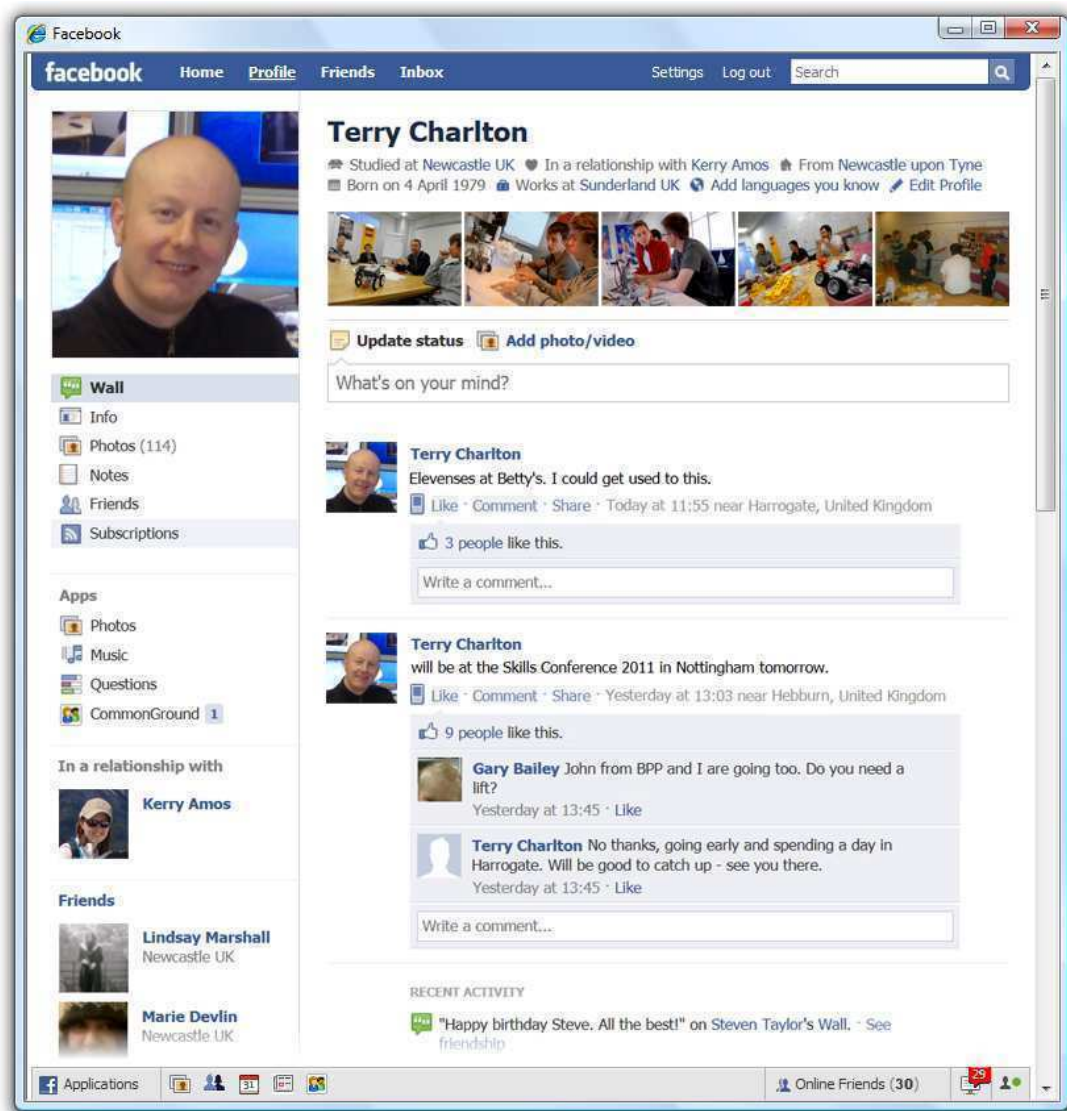 Facebook
facebook Home Profile Friends Inbox Settings Log out Search
Terry Charlton
Studied at Newcastle UK In a relationship with Kerry Amos From Newcastle upon Tyne
Born on 4 April 1979 Works at Sunderland UK Add languages you know Edit Profile
Update status Add photo/video
What's on your mind?
Wall
Info
Photos (114)
Notes
Friends
Subscriptions
Apps
Photos
Music
Questions
CommonGround 1
In a relationship with
Kerry Amos
Friends
Lindsay Marshall
Newcastle UK
Marie Devlin
Newcastle UK
Terry Charlton
Elevenses at Betty's. I could get used to this.
Like · Comment · Share · Today at 11:55 near Harrogate, United Kingdom
3 people like this.
Write a comment...
Terry Charlton
will be at the Skills Conference 2011 in Nottingham tomorrow.
Like · Comment · Share · Yesterday at 13:03 near Hebburn, United Kingdom
9 people like this.
Gary Bailey John from BPP and I are going too. Do you need a
lift?
Yesterday at 13:45 · Like
Terry Charlton No thanks, going early and spending a day in
Harrogate. Will be good to catch up - see you there.
Yesterday at 13:45 · Like
Write a comment...
RECENT ACTIVITY
"Happy birthday Steve. All the best!" on Steven Taylor's Wall. · See
friendship
Applications 31 Online Friends (30) 29